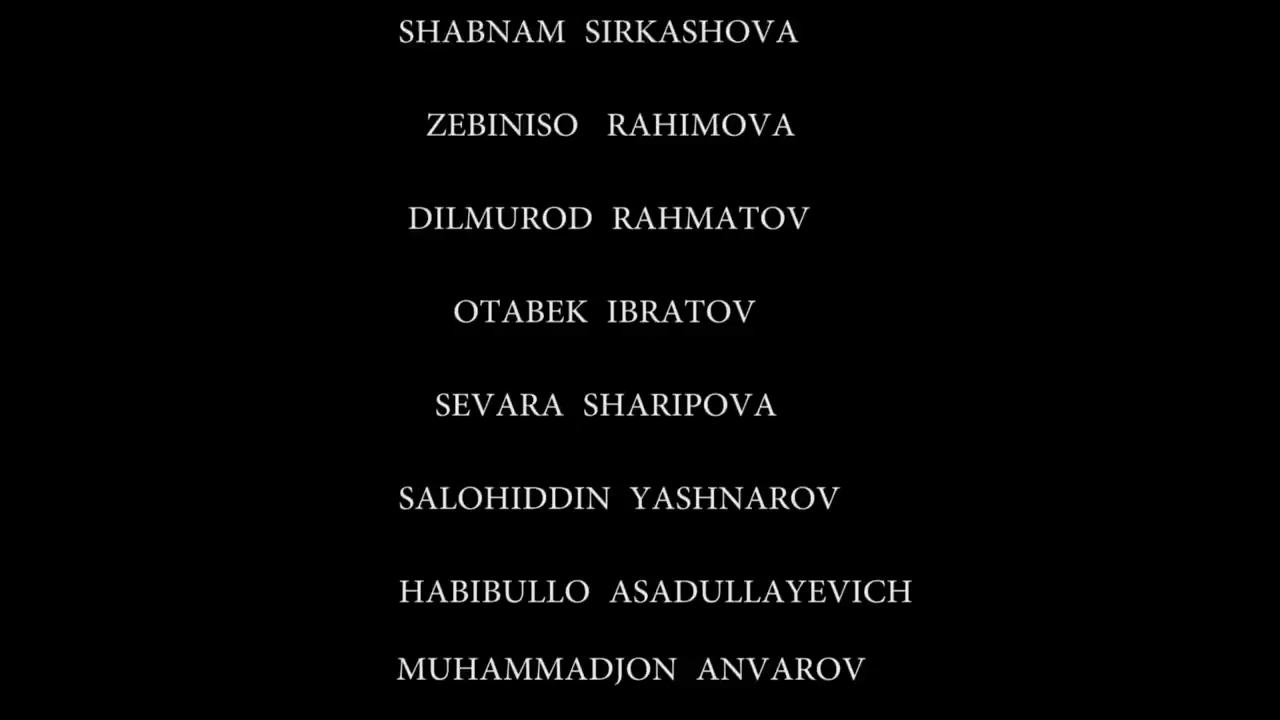 SHABNAM SIRKASHOVA
ZEBINISO RAHIMOVA
DILMUROD RAHMATOV
OTABEK IBRATOV
SEVARA SHARIPOVA
SALOHIDDIN YASHNAROV
HABIBULLO ASADULLAYEVICH
MUHAMMADJON ANVAROV